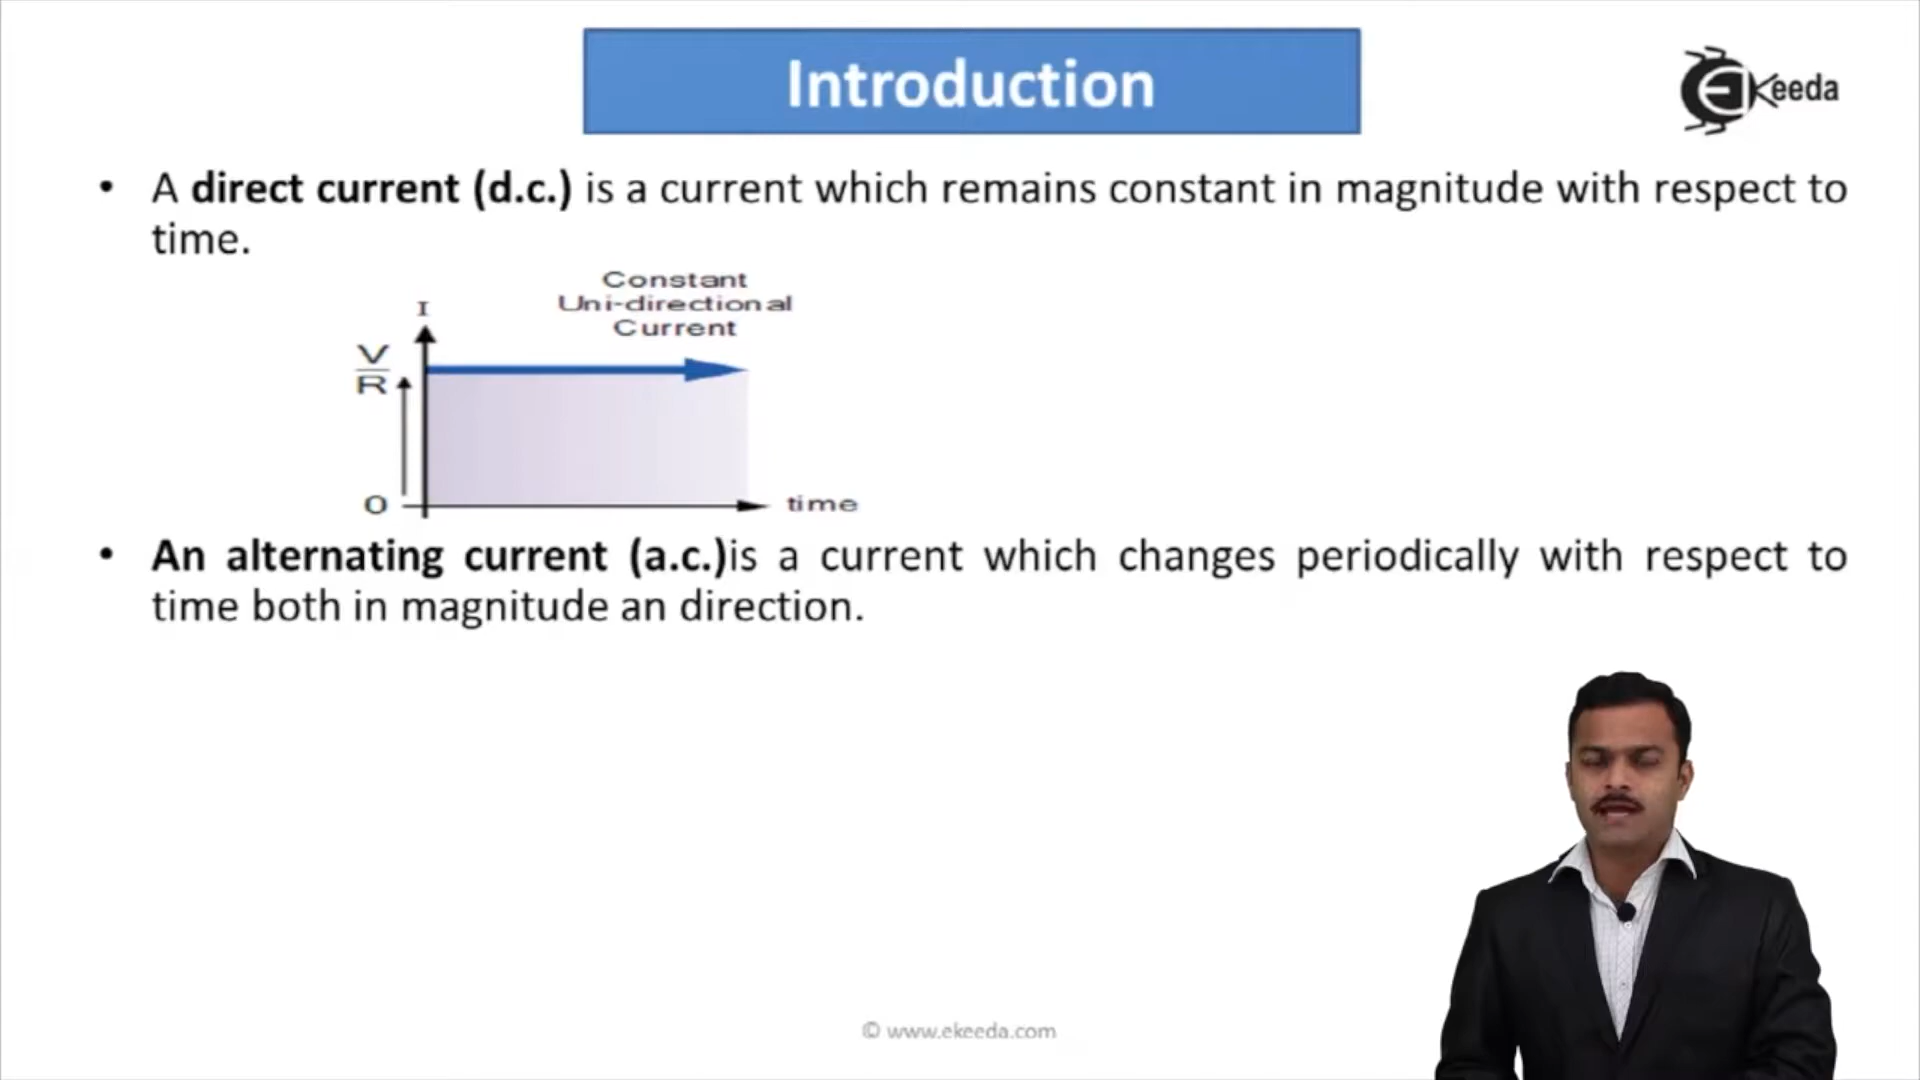 Introduction
Ekeeda
• A direct current (d.c.) is a current which remains constant in magnitude with respect to
time.
Constant
Uni-directional
Current
I
V
R
0
time
• An alternating current (a.c.)is a current which changes periodically with respect to
time both in magnitude an direction.
© www.ekeeda.com